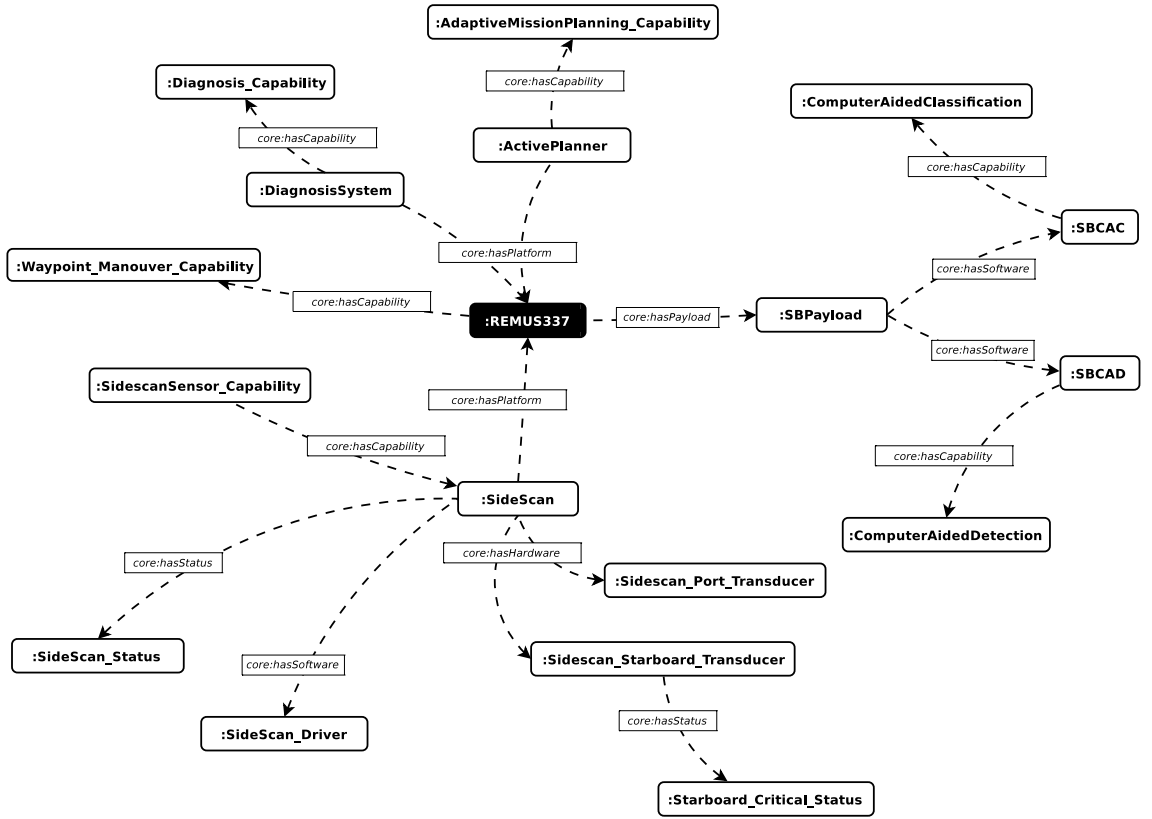 :AdaptiveMissionPlanning_Capability
:Diagnosis_Capability
core:hasCapability
:ComputerAidedClassification
core:hasCapability
:ActivePlanner
core:hasCapability
:DiagnosisSystem
:SBCAC
core:hasPlatform
:Waypoint_Manouver_Capability
core:hasSoftware
core:hasCapability
:REMUS337
core:hasPayload
:SBPayload
core:hasSoftware
:SBCAD
:SidescanSensor_Capability
core:hasPlatform
core:hasCapability
core:hasCapability
:SideScan
:ComputerAidedDetection
core:hasHardware
core:hasStatus
:Sidescan_Port_Transducer
:SideScan_Status
core:hasSoftware
:Sidescan_Starboard_Transducer
core:hasStatus
:SideScan_Driver
:Starboard_Critical_Status